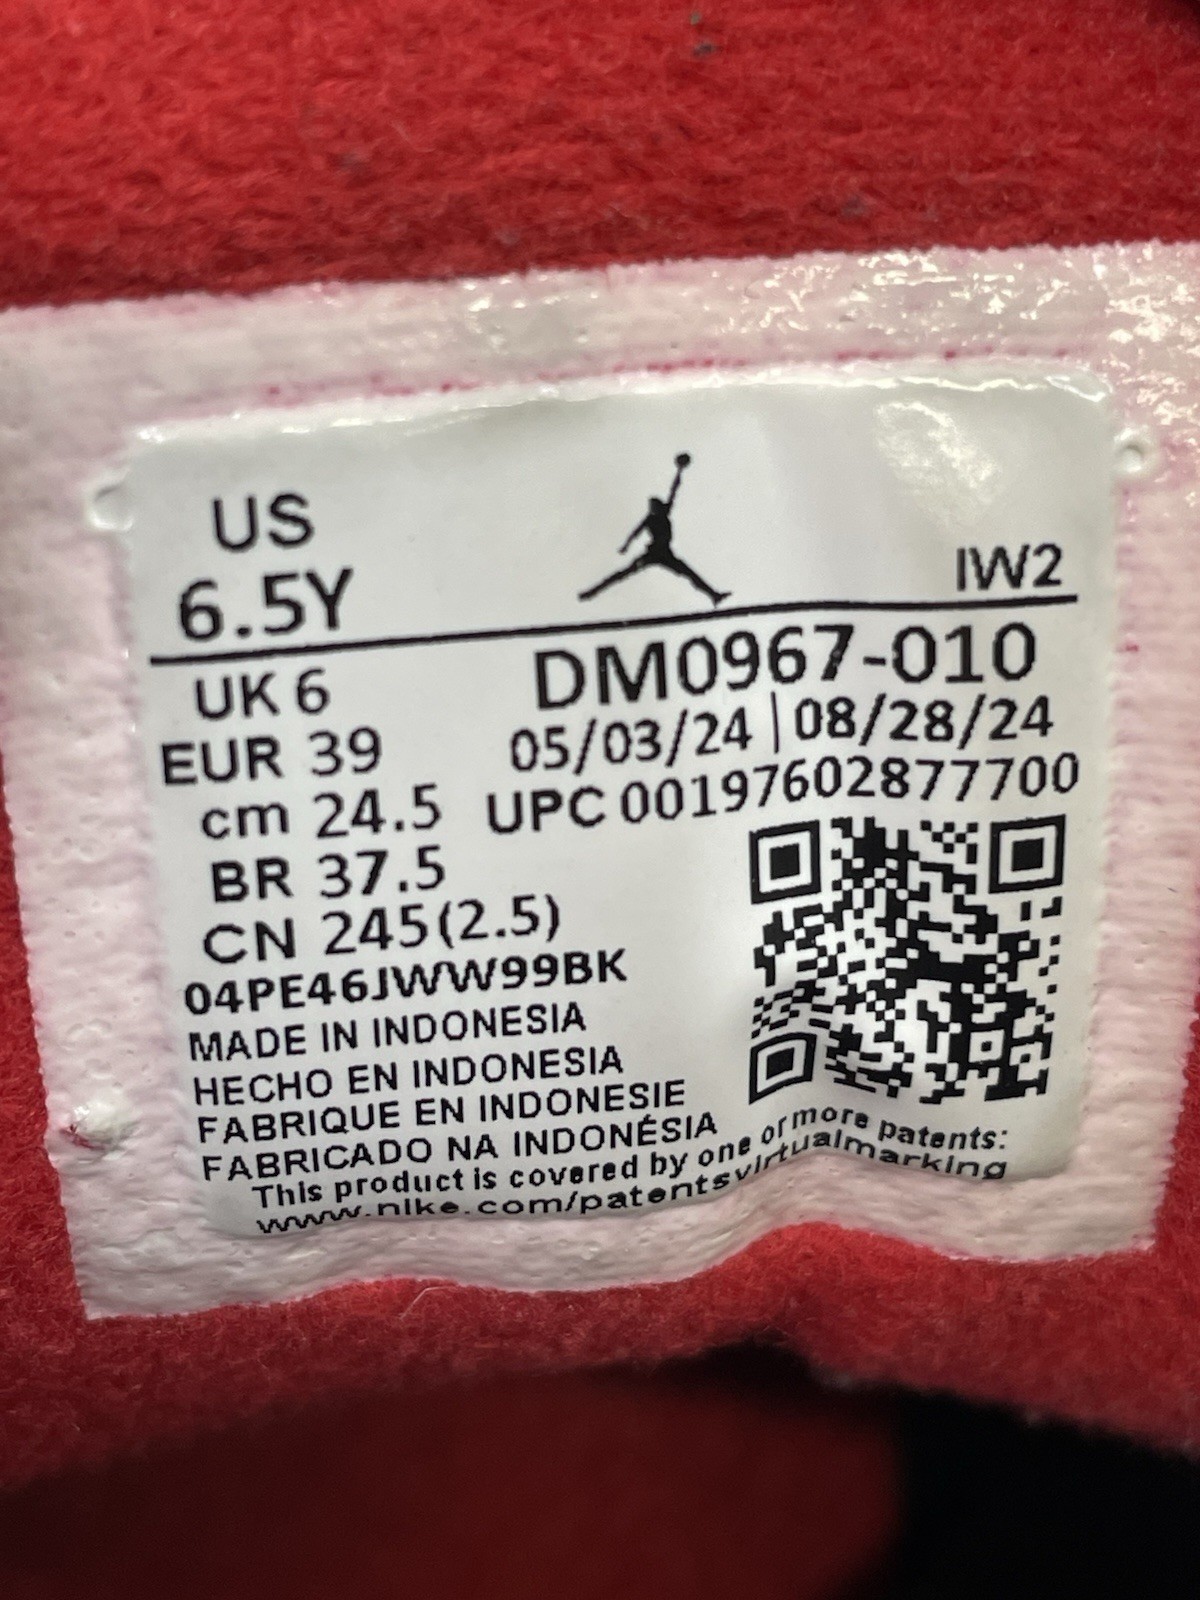 US
6.5Y
IW2
UK 6
DM0967-010
EUR 39
05/03/24 | 08/28/24
cm 24.5
UPC 00197602877700
BR 37.5
CN 245(2.5)
04PE46JWW99BK
MADE IN INDONESIA
HECHO EN INDONESIA
FABRIQUE EN INDONESIE
FABRICADO NA INDONÉSIA
This product is covered by one or more patents:
www.nike.com/patentsvirtualmarking